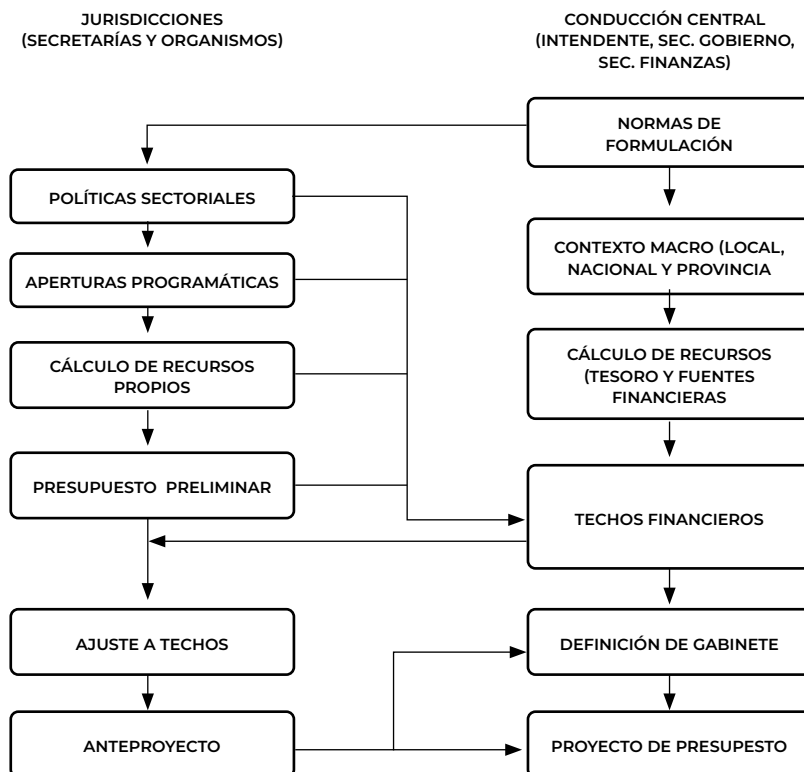 JURISDICCIONES
(SECRETARÍAS Y ORGANISMOS)
CONDUCCIÓN CENTRAL
(INTENDENTE, SEC. GOBIERNO,
SEC. FINANZAS)
NORMAS DE
FORMULACIÓN
POLÍTICAS SECTORIALES
CONTEXTO MACRO (LOCAL,
NACIONAL Y PROVINCIA
APERTURAS PROGRAMÁTICAS
CÁLCULO DE RECURSOS
PROPIOS
CÁLCULO DE RECURSOS
(TESORO Y FUENTES
FINANCIERAS
PRESUPUESTO PRELIMINAR
TECHOS FINANCIEROS
AJUSTE A TECHOS
DEFINICIÓN DE GABINETE
ANTEPROYECTO
PROYECTO DE PRESUPESTO